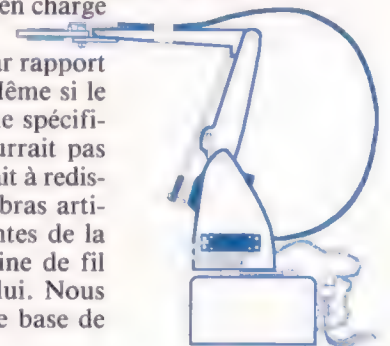 en charge
ar rapport
lême si le
e spécifi-
urrait pas
ait à redis-
bras arti-
ntes de la
ine de fil
lui. Nous
e base de